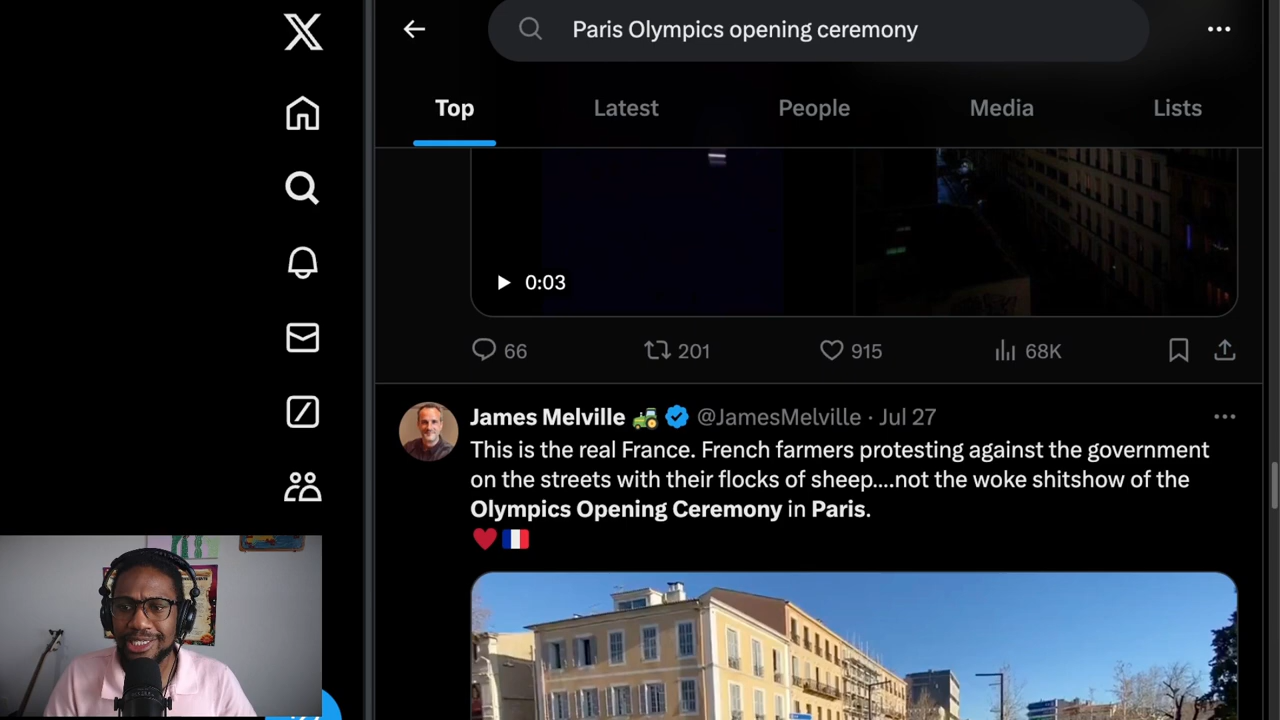 Paris Olympics opening ceremony
Top Latest People Media Lists
0:03
66 201 915 68K
James Melville 🚜 @JamesMelville · Jul 27
This is the real France. French farmers protesting against the government
on the streets with their flocks of sheep....not the woke shitshow of the
Olympics Opening Ceremony in Paris.
❤️🇫🇷